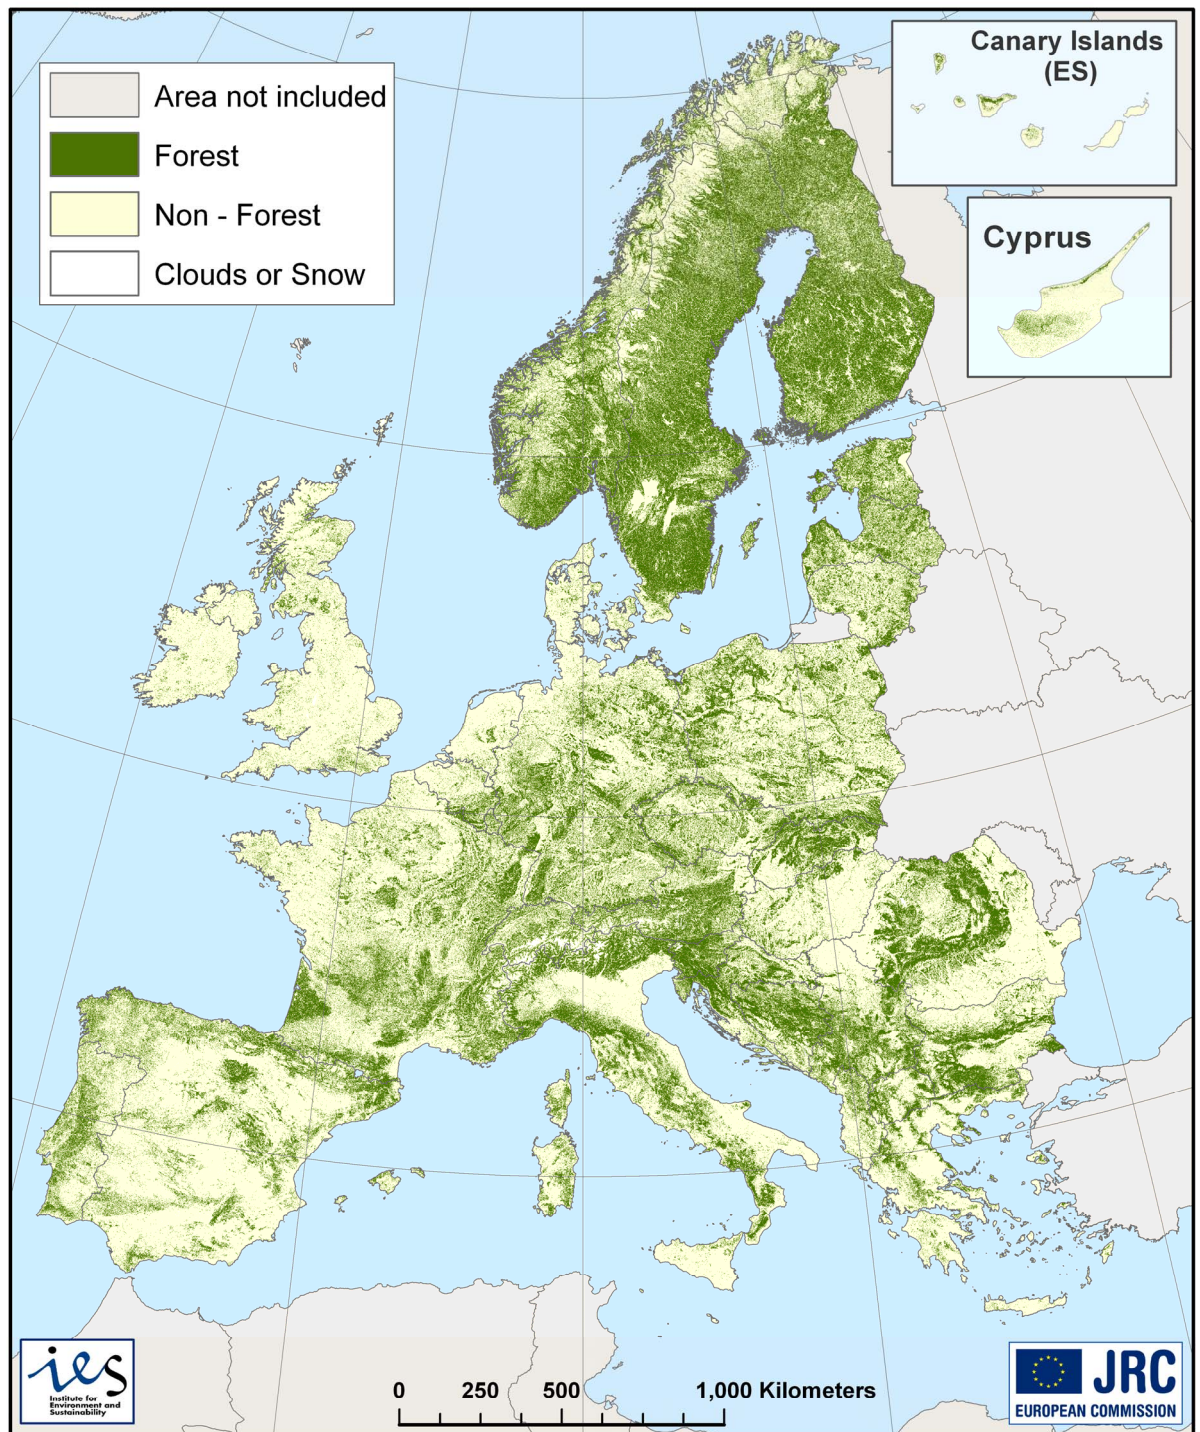 Area not included
Forest
Non - Forest
Clouds or Snow
Canary Islands
(ES)
Cyprus
ies
Institute for
Environment and
Sustainability
0 250 500 1,000 Kilometers
JRC
EUROPEAN COMMISSION